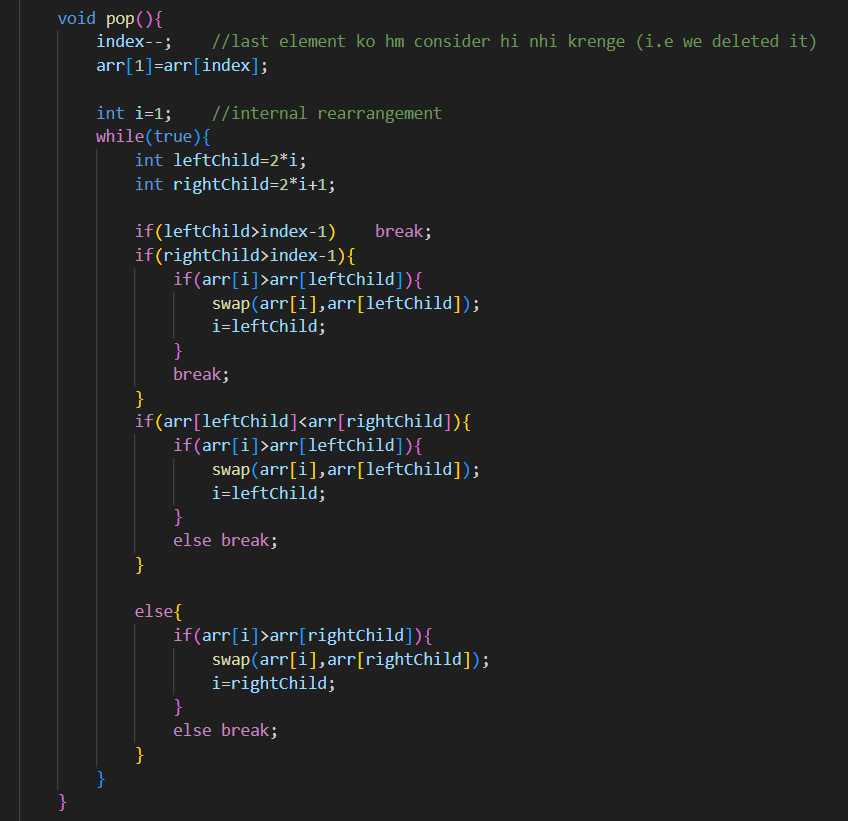 void pop(){
index--;    //last element ko hm consider hi nhi krenge (i.e we deleted it)
arr[1]=arr[index];
int i=1;    //internal rearrangement
while(true){
int leftChild=2*i;
int rightChild=2*i+1;
if(leftChild>index-1)    break;
if(rightChild>index-1){
if(arr[i]>arr[leftChild]){
swap(arr[i],arr[leftChild]);
i=leftChild;
}
break;
}
if(arr[leftChild]<arr[rightChild]){
if(arr[i]>arr[leftChild]){
swap(arr[i],arr[leftChild]);
i=leftChild;
}
else break;
}
else{
if(arr[i]>arr[rightChild]){
swap(arr[i],arr[rightChild]);
i=rightChild;
}
else break;
}
}
}